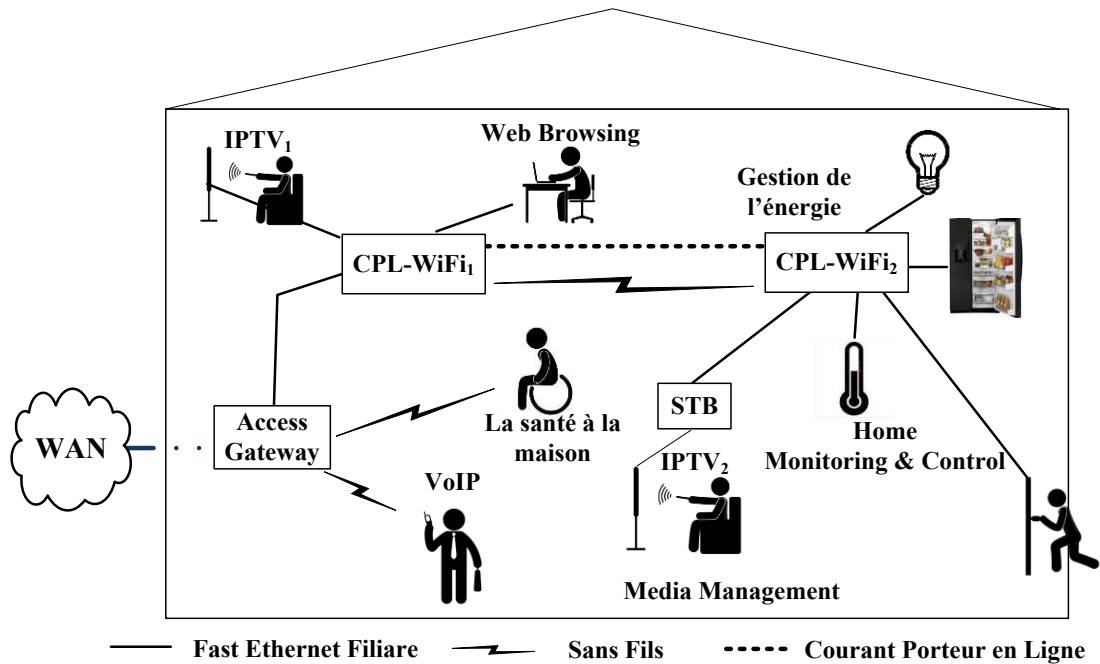 IPTV₁
Web Browsing
Gestion de
l'énergie
CPL-WiFi₁
CPL-WiFi₂
WAN
Access
Gateway
La santé à la
maison
STB
Home
Monitoring & Control
VoIP
IPTV₂
Media Management
Fast Ethernet Filiare
Sans Fils
Courant Porteur en Ligne